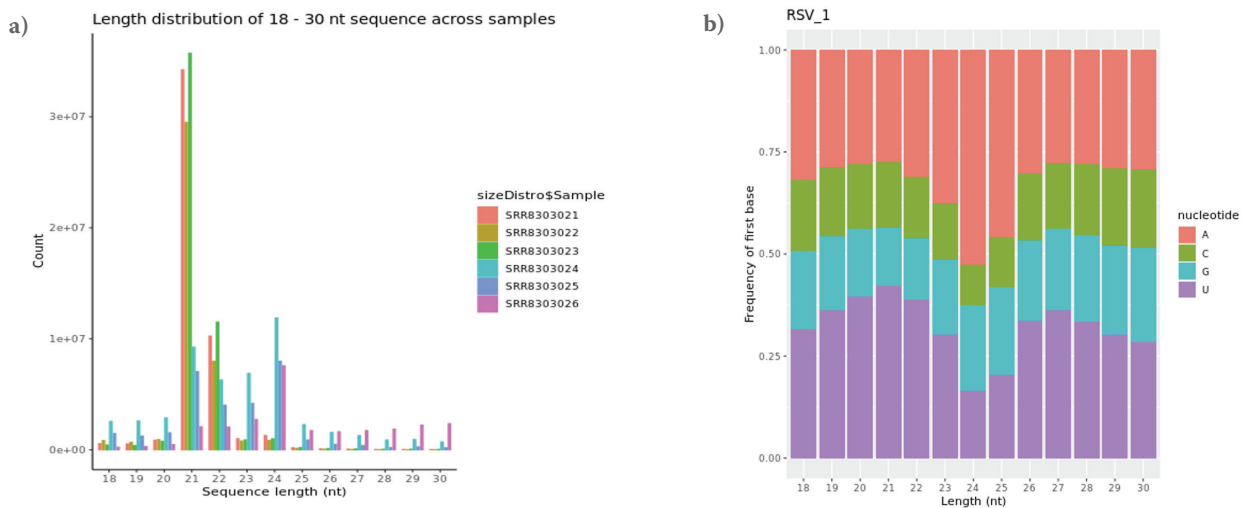 a)
Length distribution of 18 - 30 nt sequence across samples
Count
3e+07
2e+07
1e+07
0e+00
18 19 20 21 22 23 24 25 26 27 28 29 30
Sequence length (nt)
sizeDistro$Sample
SRR8303021
SRR8303022
SRR8303023
SRR8303024
SRR8303025
SRR8303026
b)
RSV_1
Frequency of first base
1.00
0.75
0.50
0.25
0.00
18 19 20 21 22 23 24 25 26 27 28 29 30
Length (nt)
nucleotide
A
C
G
U